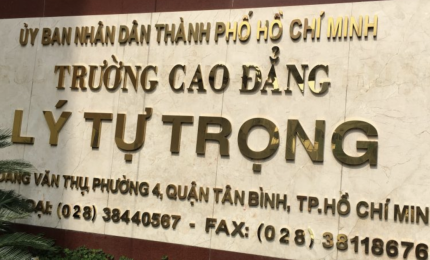 ỦY BAN NHÂN DÂN THÀNH PHỐ HỒ CHÍ MINH
TRƯỜNG CAO ĐẲNG
LÝ TỰ TRỌNG
VĂN THỤ, PHƯỜNG 4, QUẬN TÂN BÌNH, TP.HỒ CHÍ MIN
(028) 38440567 - FAX: (028) 38118676